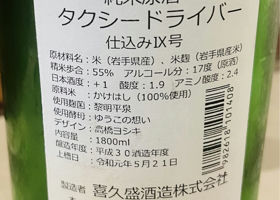 純米原酒
タクシードライバー
仕込みⅨ号
原材料名:米(岩手県産)、米麹(岩手県産米)
精米歩合:55% アルコール分:17度(原酒)
日本酒度:+1 酸度:1.9 アミノ酸度:2.4
原料米:かけはし(100%使用)
使用麹菌:黎明平泉
使用酵母:ゆうこの想い
デザイン:高橋ヨシキ
内容量:1800ml
醸造年度:平成30酒造年度
上槽日:令和元年5月21日
製造者 喜久盛酒造株式会社
982618101408